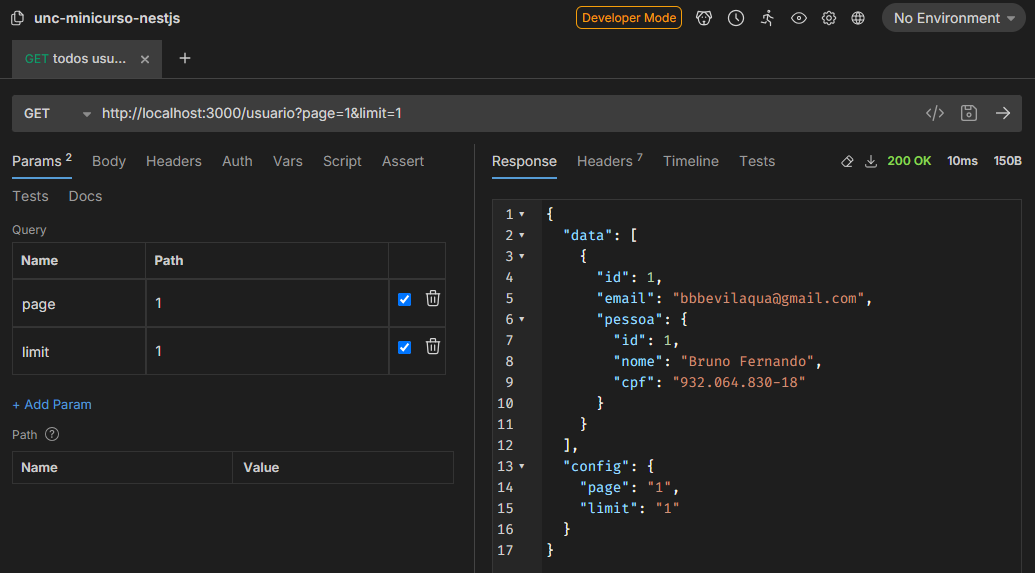 unc-minicurso-nestjs
Developer Mode
No Environment
GET todos usu...
GET
http://localhost:3000/usuario?page=1&limit=1
Params 2 Body Headers Auth Vars Script Assert
Tests Docs
Query
Name Path
page 1
limit 1
+ Add Param
Path ?
Name Value
Response Headers 7 Timeline Tests 200 OK 10ms 150B
1 {
2 "data": [
3 {
4 "id": 1,
5 "email": "bbbevilaqua@gmail.com",
6 "pessoa": {
7 "id": 1,
8 "nome": "Bruno Fernando",
9 "cpf": "932.064.830-18"
10 }
11 }
12 ],
13 "config": {
14 "page": "1",
15 "limit": "1"
16 }
17 }